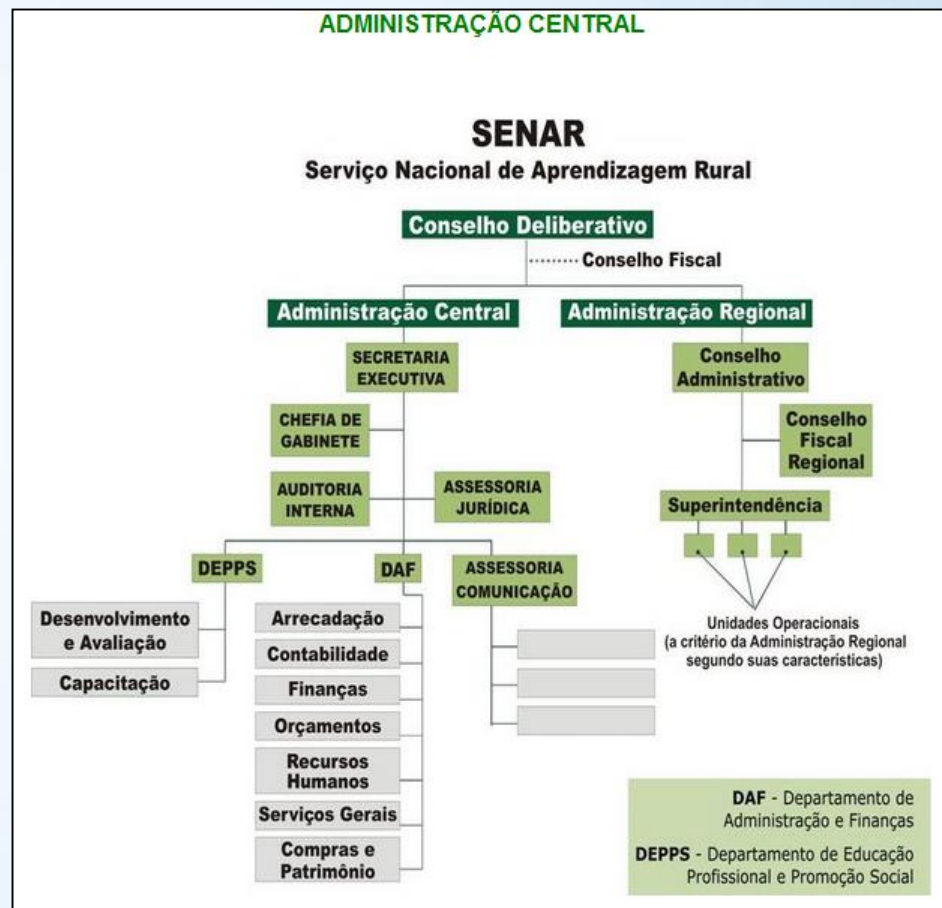 ADMINISTRAÇÃO CENTRAL
SENAR
Serviço Nacional de Aprendizagem Rural
Conselho Deliberativo
Conselho Fiscal
Administração Central
Administração Regional
SECRETARIA
EXECUTIVA
Conselho
Administrativo
CHEFIA DE
GABINETE
Conselho
Fiscal
Regional
AUDITORIA
INTERNA
ASSESSORIA
JURÍDICA
Superintendência
DEPPS
DAF
ASSESSORIA
COMUNICAÇÃO
Desenvolvimento
e Avaliação
Capacitação
Arrecadação
Contabilidade
Finanças
Orçamentos
Recursos
Humanos
Serviços Gerais
Compras e
Patrimônio
Unidades Operacionais
(a critério da Administração Regional
segundo suas características)
DAF - Departamento de
Administração e Finanças
DEPPS - Departamento de Educação
Profissional e Promoção Social